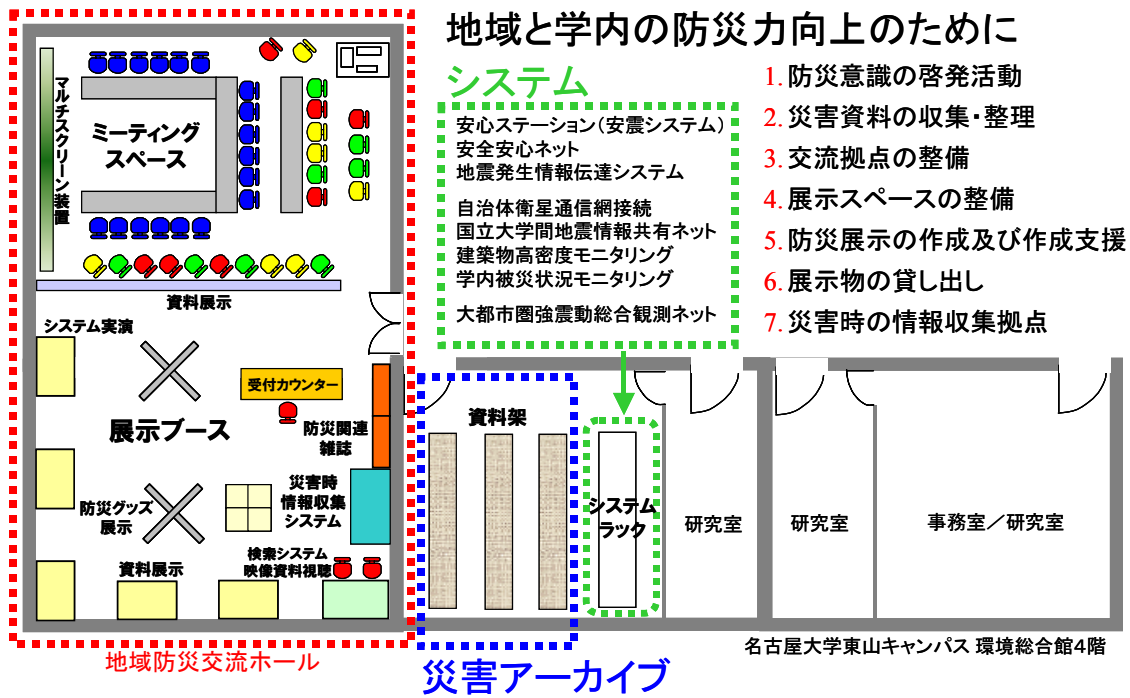 地域と学内の防災力向上のために
システム
安心ステーション(安震システム)
安全安心ネット
地震発生情報伝達システム
自治体衛星通信網接続
国立大学間地震情報共有ネット
建築物高密度モニタリング
学内被災状況モニタリング
大都市圏強震動総合観測ネット
1. 防災意識の啓発活動
2. 災害資料の収集・整理
3. 交流拠点の整備
4. 展示スペースの整備
5. 防災展示の作成及び作成支援
6. 展示物の貸し出し
7. 災害時の情報収集拠点
マルチスクリーン装置
ミーティング
スペース
資料展示
システム実演
受付カウンター
展示ブース
防災関連
雑誌
災害時
情報収集
システム
防災グッズ
展示
検索システム
映像資料視聴
資料展示
資料架
システム
ラック
研究室
研究室
事務室／研究室
地域防災交流ホール
災害アーカイブ
名古屋大学東山キャンパス 環境総合館4階